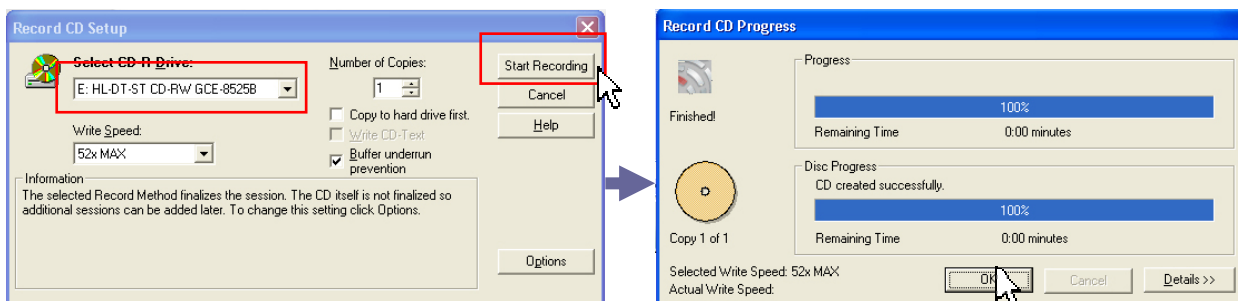 Record CD Setup
Select CD-R Drive:
E: HL-DT-ST CD-RW GCE-8525B
Write Speed:
52x MAX
Number of Copies:
1
Copy to hard drive first.
Write CD-Text
Buffer underrun
prevention
Start Recording
Cancel
Help
Information
The selected Record Method finalizes the session. The CD itself is not finalized so
additional sessions can be added later. To change this setting click Options.
Options
Record CD Progress
Finished!
Progress
100%
Remaining Time 0:00 minutes
Disc Progress
CD created successfully.
100%
Remaining Time 0:00 minutes
Copy 1 of 1
Selected Write Speed: 52x MAX
Actual Write Speed:
OK
Cancel
Details >>